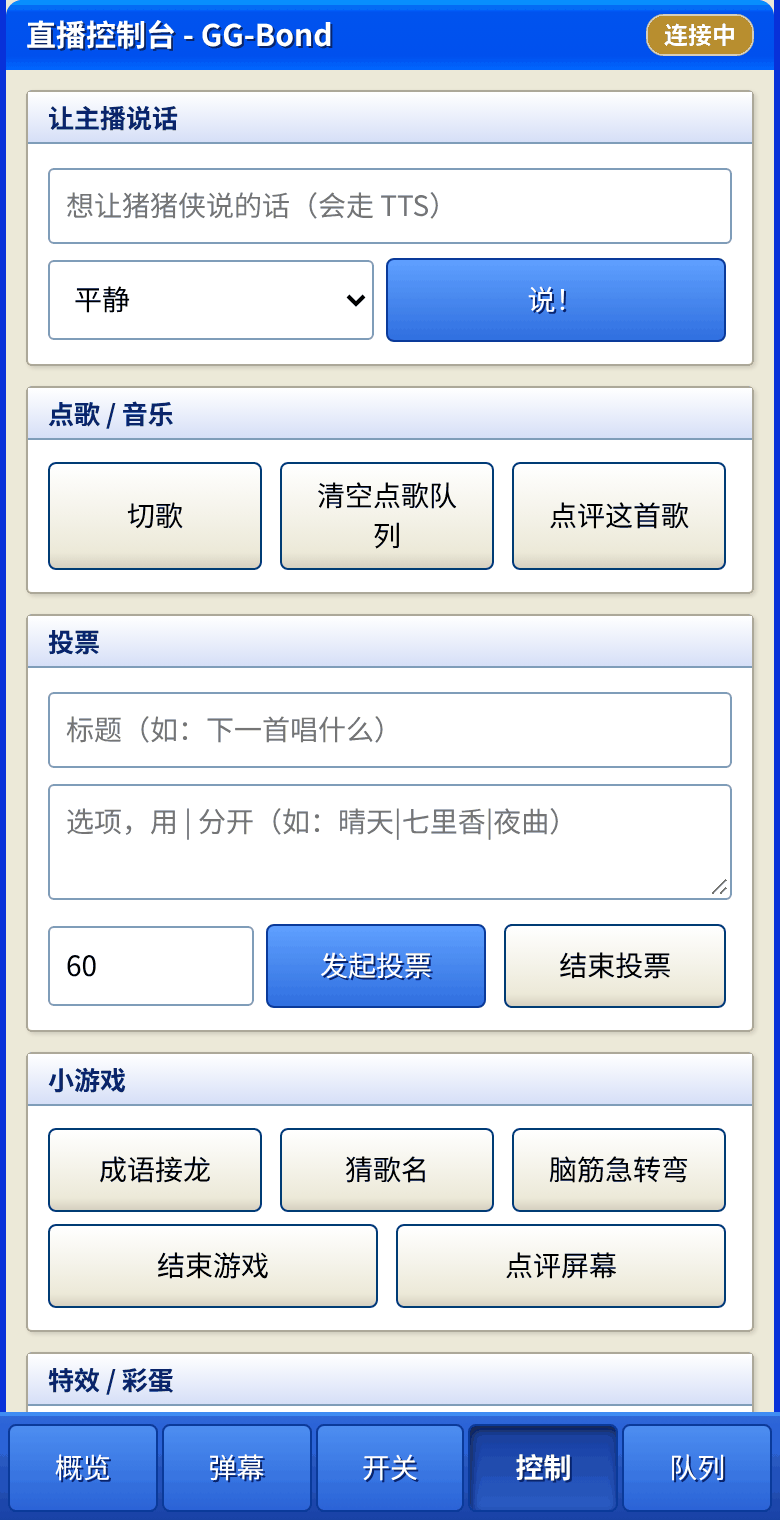 直播控制台 - GG-Bond
连接中
让主播说话
想让猪猪侠说的话（会走 TTS）
平静
说！
点歌 / 音乐
切歌
清空点歌队
列
点评这首歌
投票
标题（如：下一首唱什么）
选项，用 | 分开（如：晴天|七里香|夜曲）
60
发起投票
结束投票
小游戏
成语接龙
猜歌名
脑筋急转弯
结束游戏
点评屏幕
特效 / 彩蛋
概览
弹幕
开关
控制
队列